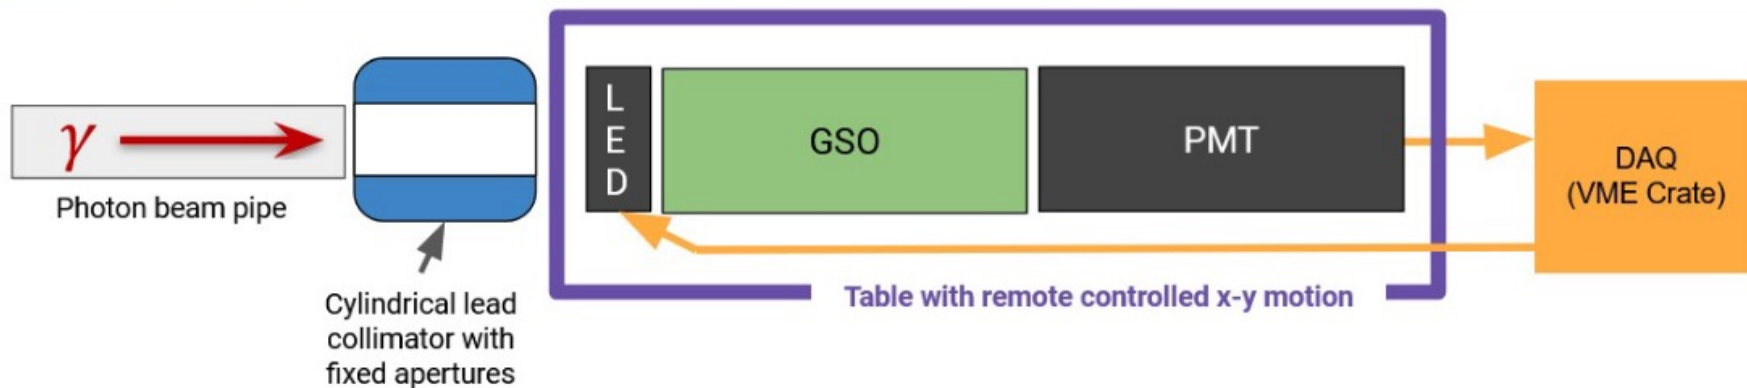 γ
Photon beam pipe
Cylindrical lead
collimator with
fixed apertures
L
E
D
GSO
PMT
Table with remote controlled x-y motion
DAQ
(VME Crate)